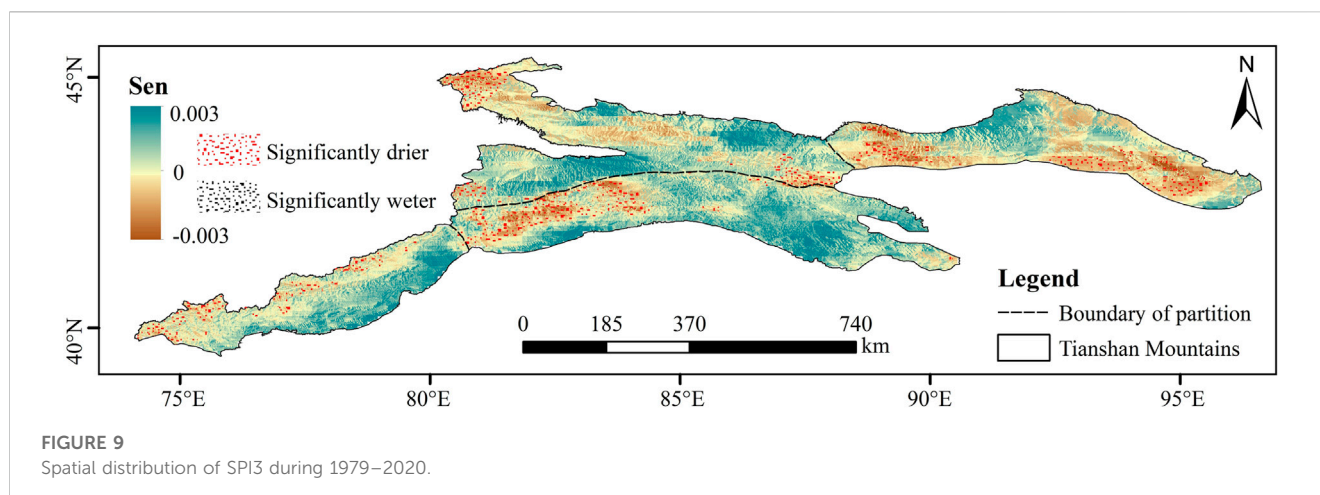 45°N
40°N
Sen
0.003
0
-0.003
Significantly drier
Significantly weter
N
Legend
Boundary of partition
Tianshan Mountains
0 185 370 740
km
75°E 80°E 85°E 90°E 95°E
FIGURE 9
Spatial distribution of SPI3 during 1979–2020.